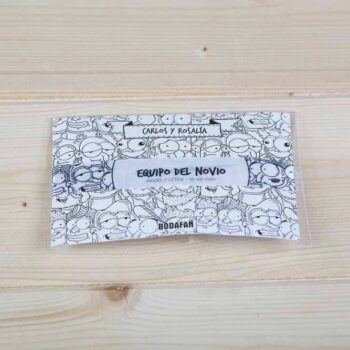 CARLOS Y ROSALÍA
EQUIPO DEL NOVIO
BODAFAN